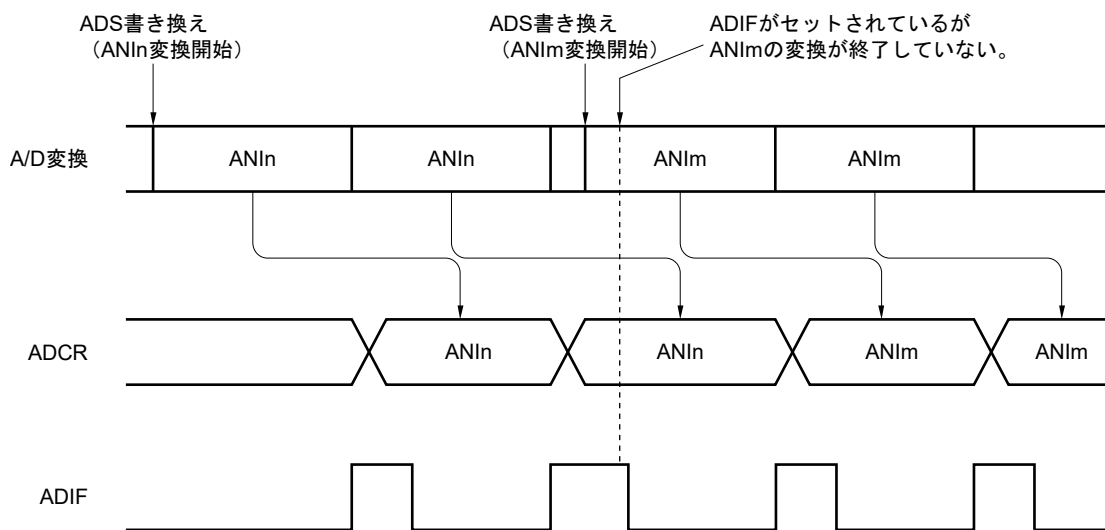 ADS書き換え
（ANIn変換開始）
ADS書き換え
（ANIm変換開始）
ADIFがセットされているが
ANImの変換が終了していない。
A/D変換
ANIn
ANIn
ANIm
ANIm
ADCR
ANIn
ANIn
ANIm
ANIm
ADIF